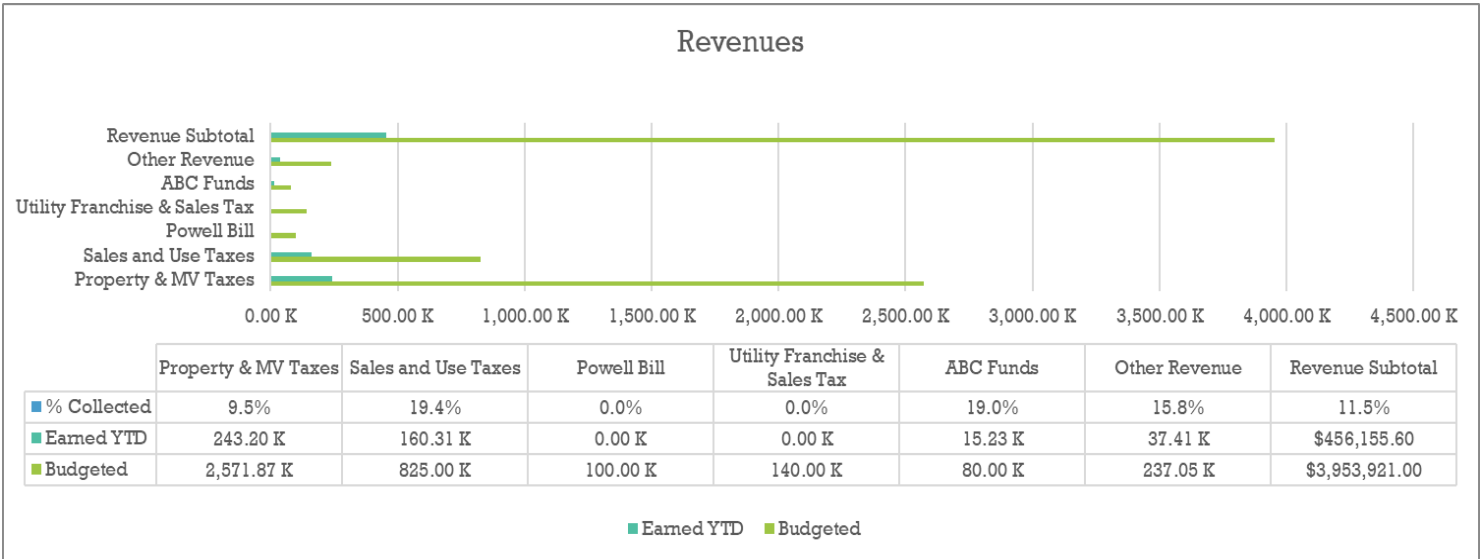 Revenues
Revenue Subtotal
Other Revenue
ABC Funds
Utility Franchise & Sales Tax
Powell Bill
Sales and Use Taxes
Property & MV Taxes
0.00 K 500.00 K 1,000.00 K 1,500.00 K 2,000.00 K 2,500.00 K 3,000.00 K 3,500.00 K 4,000.00 K 4,500.00 K
Property & MV Taxes Sales and Use Taxes Powell Bill Utility Franchise & Sales Tax ABC Funds Other Revenue Revenue Subtotal
% Collected 9.5% 19.4% 0.0% 0.0% 19.0% 15.8% 11.5%
Earned YTD 243.20 K 160.31 K 0.00 K 0.00 K 15.23 K 37.41 K $456,155.60
Budgeted 2,571.87 K 825.00 K 100.00 K 140.00 K 80.00 K 237.05 K $3,953,921.00
Earned YTD Budgeted